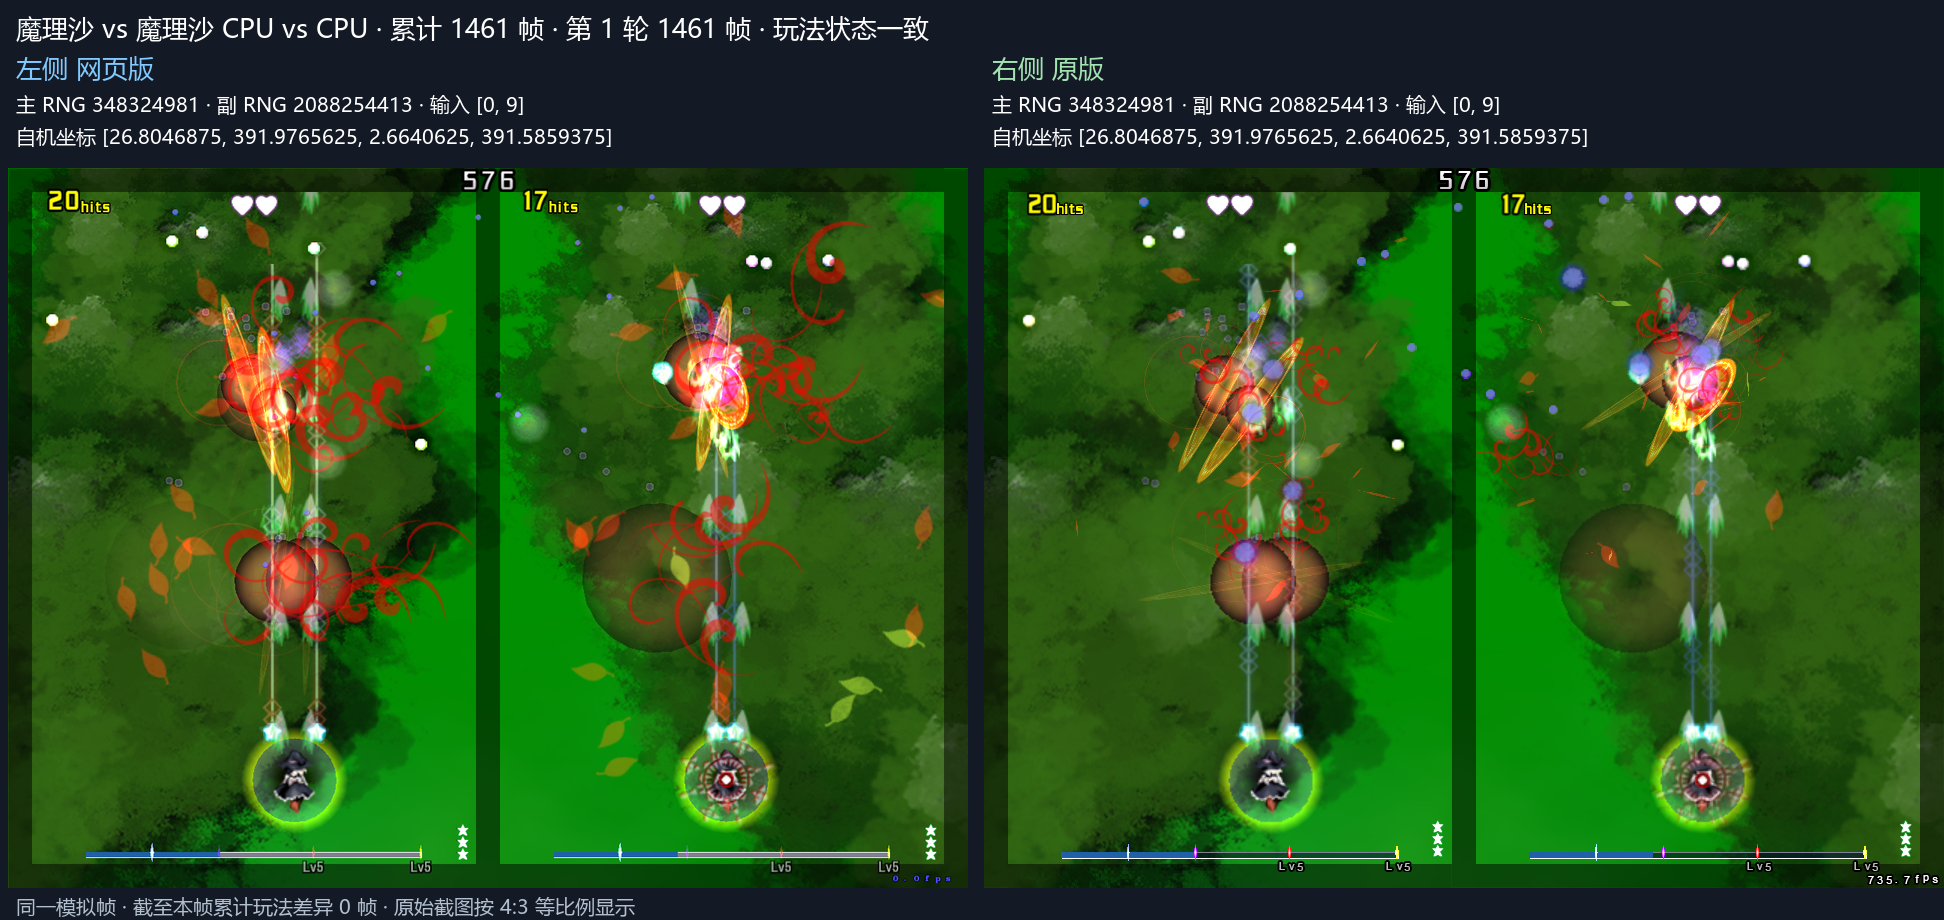 魔理沙 vs 魔理沙 CPU vs CPU · 累计 1461 帧 · 第 1 轮 1461 帧 · 玩法状态一致
左侧 网页版
主 RNG 348324981 · 副 RNG 2088254413 · 输入 [0, 9]
自机坐标 [26.8046875, 391.9765625, 2.6640625, 391.5859375]
右侧 原版
主 RNG 348324981 · 副 RNG 2088254413 · 输入 [0, 9]
自机坐标 [26.8046875, 391.9765625, 2.6640625, 391.5859375]
576
20hits
17hits
Lv5
Lv5
Lv5
Lv5
0.0fps
576
20hits
17hits
Lv5
Lv5
Lv5
Lv5
735.7fps
同一模拟帧 · 截至本帧累计玩法差异 0 帧 · 原始截图按 4:3 等比例显示